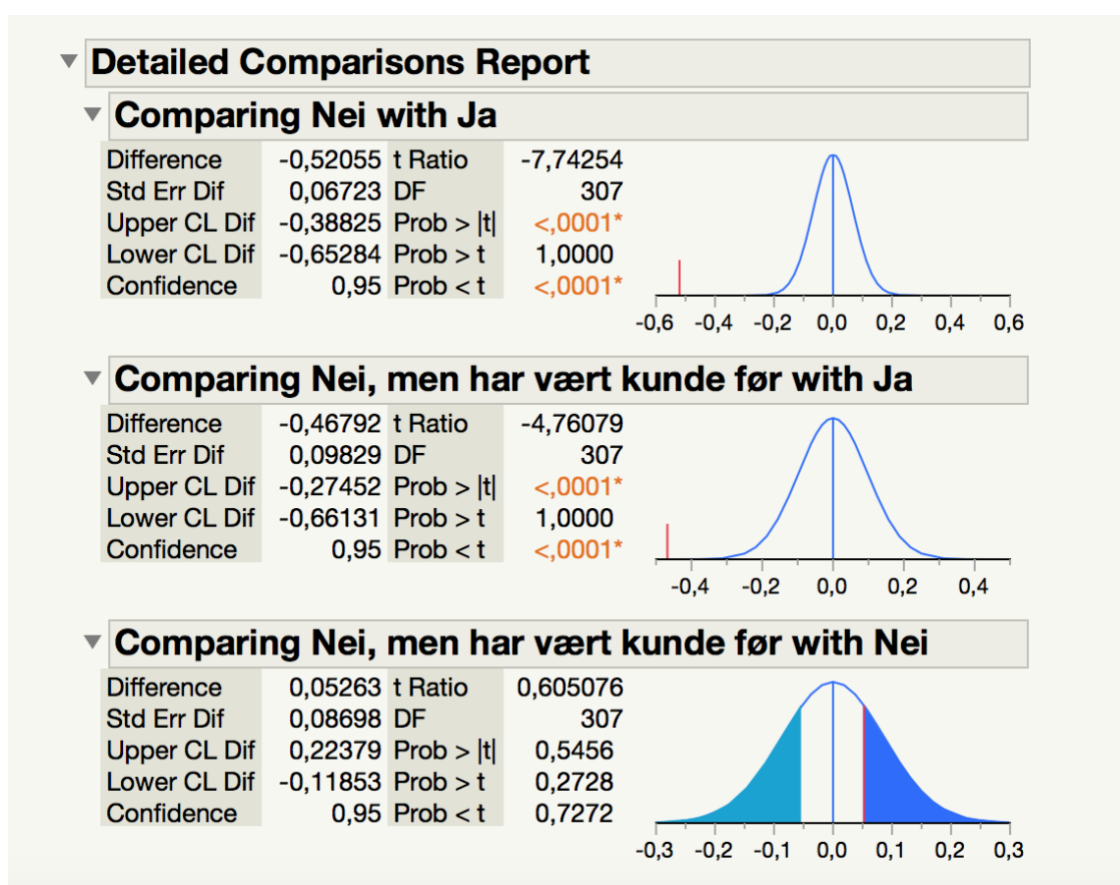 Detailed Comparisons Report
Comparing Nei with Ja
Difference -0,52055 t Ratio -7,74254
Std Err Dif 0,06723 DF 307
Upper CL Dif -0,38825 Prob > |t| <,0001*
Lower CL Dif -0,65284 Prob > t 1,0000
Confidence 0,95 Prob < t <,0001*
-0,6 -0,4 -0,2 0,0 0,2 0,4 0,6
Comparing Nei, men har vært kunde før with Ja
Difference -0,46792 t Ratio -4,76079
Std Err Dif 0,09829 DF 307
Upper CL Dif -0,27452 Prob > |t| <,0001*
Lower CL Dif -0,66131 Prob > t 1,0000
Confidence 0,95 Prob < t <,0001*
-0,4 -0,2 0,0 0,2 0,4
Comparing Nei, men har vært kunde før with Nei
Difference 0,05263 t Ratio 0,605076
Std Err Dif 0,08698 DF 307
Upper CL Dif 0,22379 Prob > |t| 0,5456
Lower CL Dif -0,11853 Prob > t 0,2728
Confidence 0,95 Prob < t 0,7272
-0,3 -0,2 -0,1 0,0 0,1 0,2 0,3